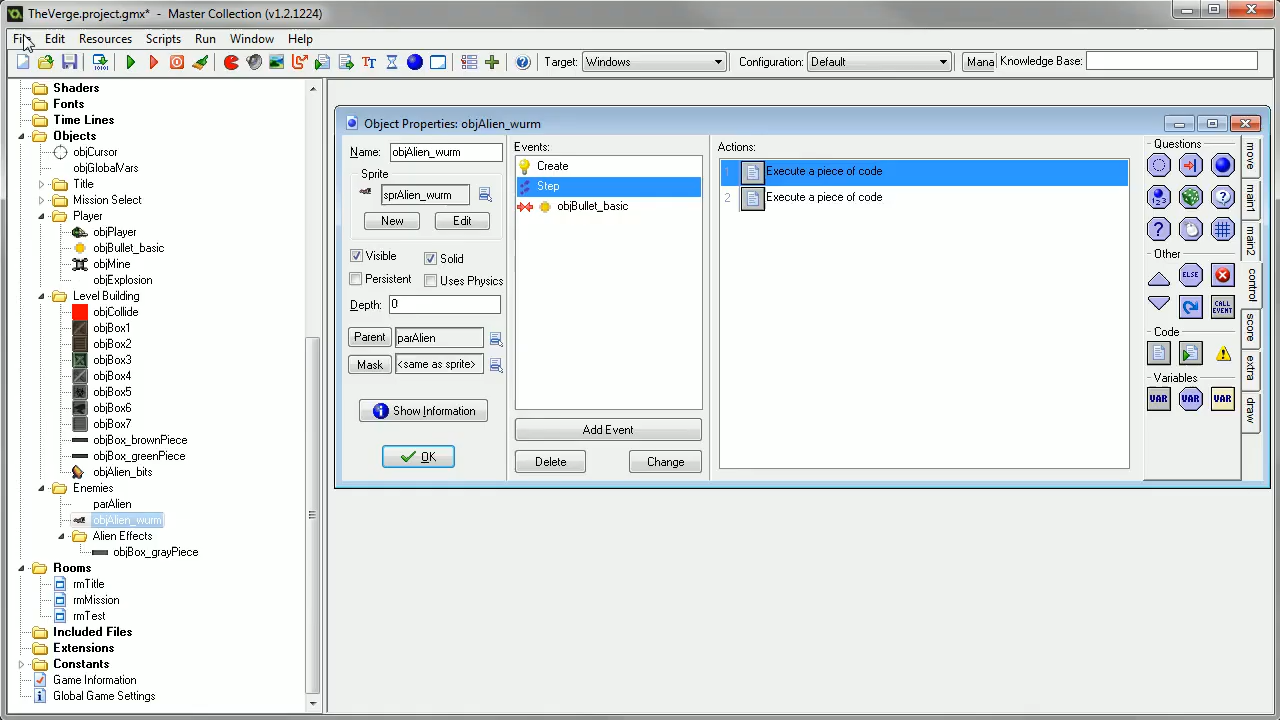 TheVerge.project.gmx* - Master Collection (v1.2.1224)
File Edit Resources Scripts Run Window Help
Target: Windows Configuration: Default Mana Knowledge Base:
Shaders
Fonts
Time Lines
Objects
objCursor
objGlobalVars
Title
Mission Select
Player
objPlayer
objBullet_basic
objMine
objExplosion
Level Building
objCollide
objBox1
objBox2
objBox3
objBox4
objBox5
objBox6
objBox7
objBox_brownPiece
objBox_greenPiece
objAlien_bits
Enemies
parAlien
objAlien_wurm
Alien Effects
objBox_grayPiece
Rooms
rmTitle
rmMission
rmTest
Included Files
Extensions
Constants
Game Information
Global Game Settings
Object Properties: objAlien_wurm
Name: objAlien_wurm
Sprite
sprAlien_wurm
New Edit
Visible Solid
Persistent Uses Physics
Depth: 0
Parent parAlien
Mask <same as sprite>
Show Information
OK
Events:
Create
Step
objBullet_basic
Add Event
Delete Change
Actions:
1 Execute a piece of code
2 Execute a piece of code
Questions
Other
ELSE
CALL EVENT
Code
Variables
VAR VAR VAR
move
main1
main2
control
score
extra
draw